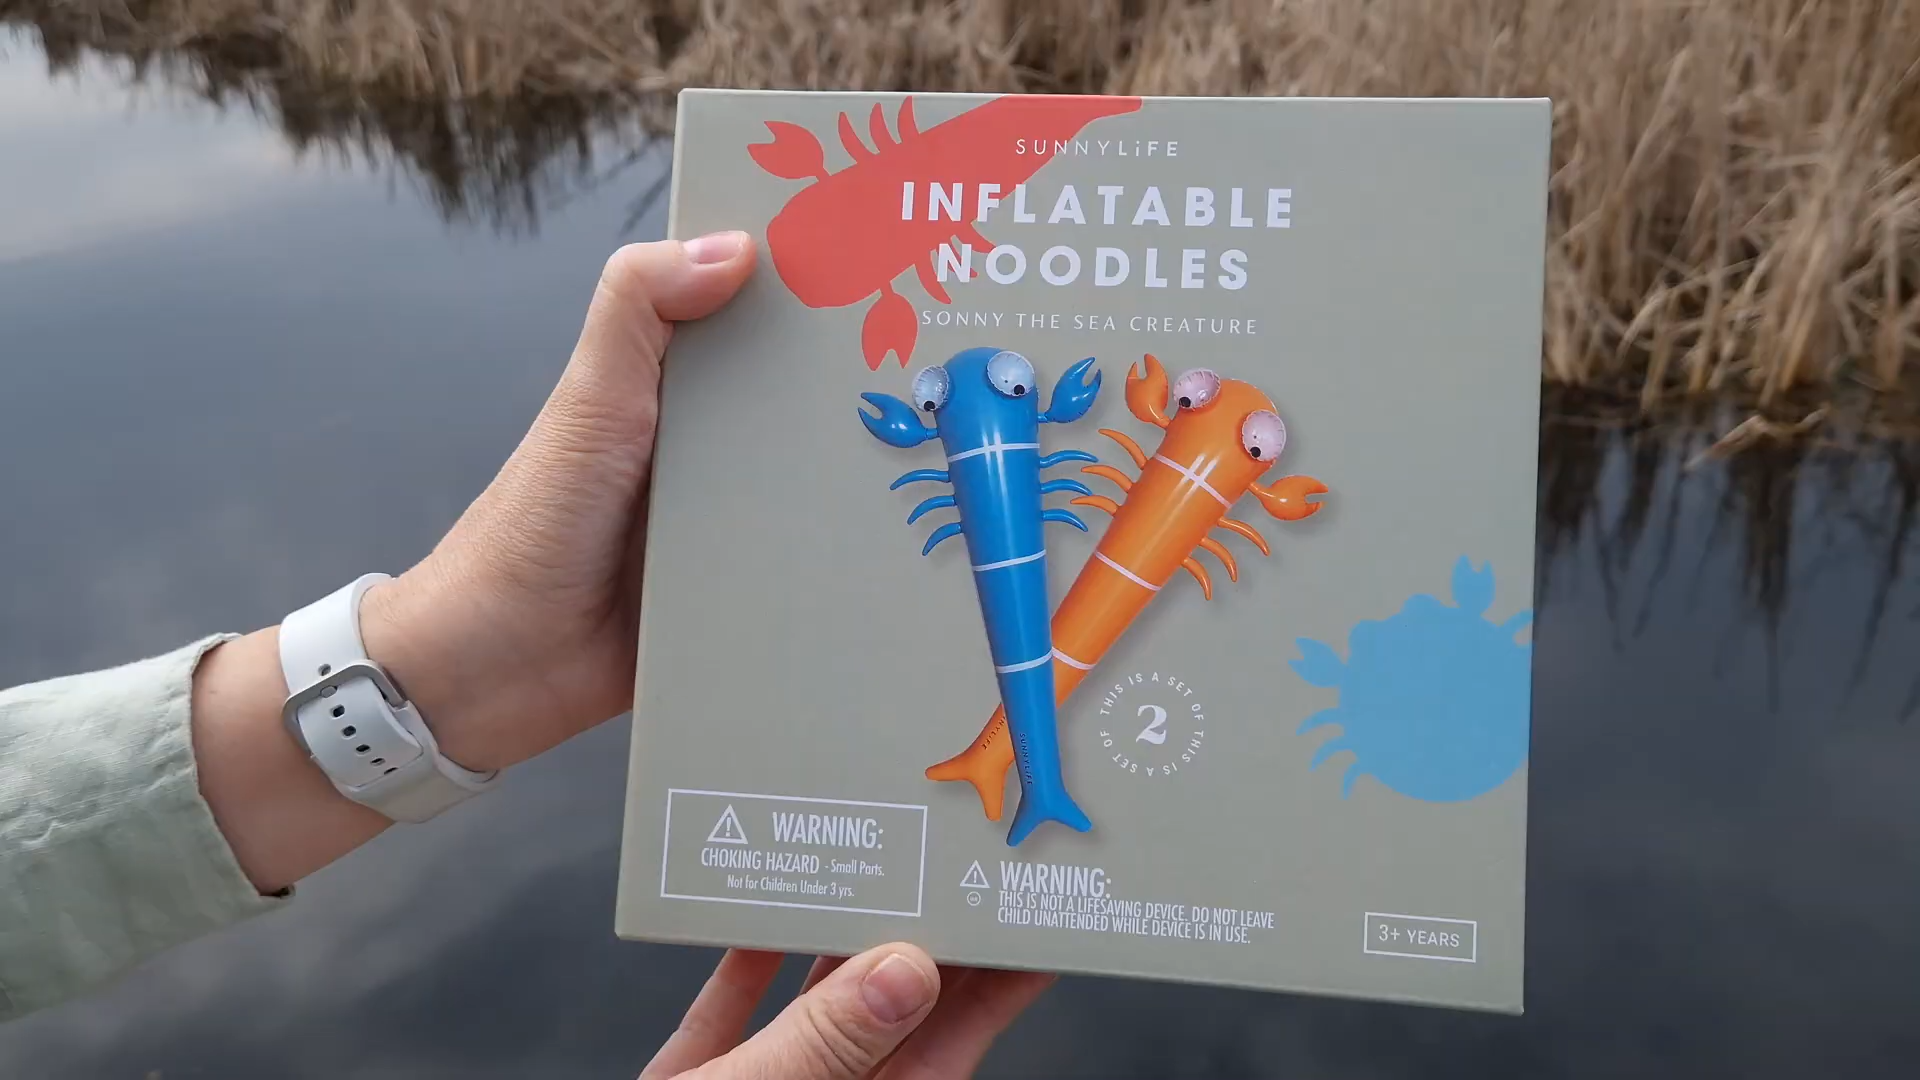 SUNNYLiFE
INFLATABLE
NOODLES
SONNY THE SEA CREATURE
THIS IS A SET OF THIS IS A SET OF
2
SUNNYLIFE
WARNING:
CHOKING HAZARD - Small Parts.
Not for Children Under 3 yrs.
WARNING:
THIS IS NOT A LIFESAVING DEVICE. DO NOT LEAVE
CHILD UNATTENDED WHILE DEVICE IS IN USE.
3+ YEARS